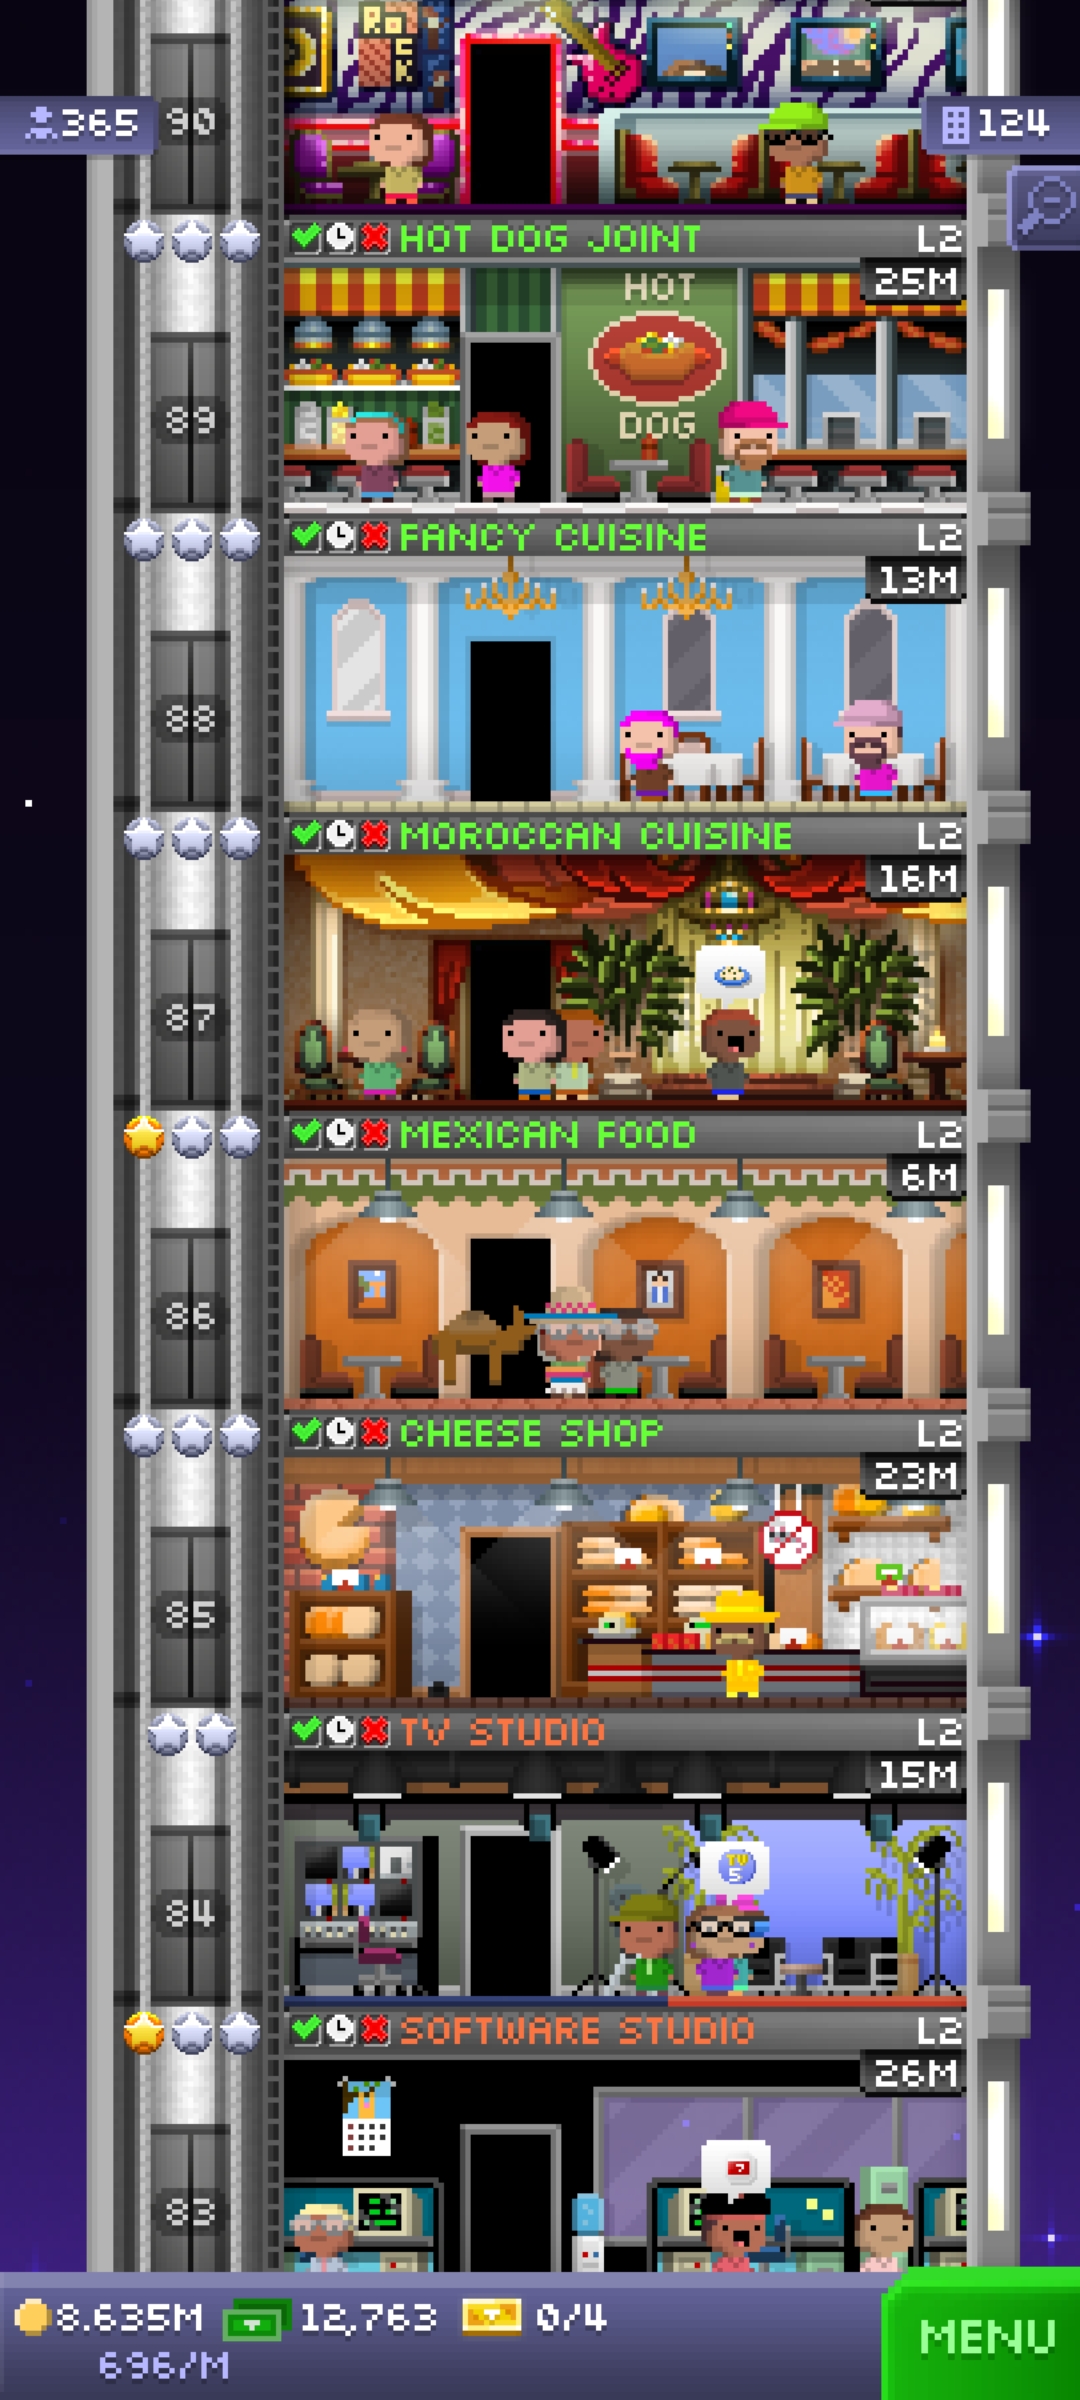 ROCK
365
90
124
HOT DOG JOINT L2
25M
HOT
DOG
89
FANCY CUISINE L2
13M
88
MOROCCAN CUISINE L2
16M
87
MEXICAN FOOD L2
6M
86
CHEESE SHOP L2
23M
85
TV STUDIO L2
15M
TV
5
84
SOFTWARE STUDIO L2
26M
?
83
8.635M 12,763 0/4
696/M
MENU